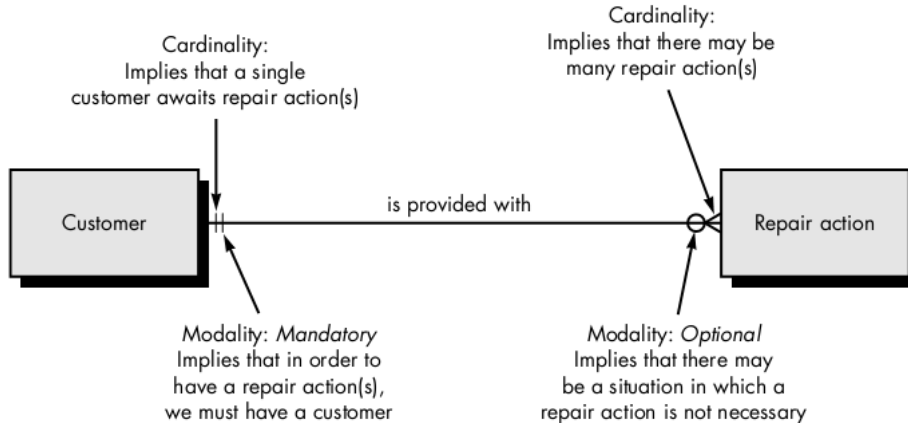 Cardinality:
Implies that a single
customer awaits repair action(s)
Cardinality:
Implies that there may be
many repair action(s)
Customer
is provided with
Repair action
Modality: Mandatory
Implies that in order to
have a repair action(s),
we must have a customer
Modality: Optional
Implies that there may
be a situation in which a
repair action is not necessary